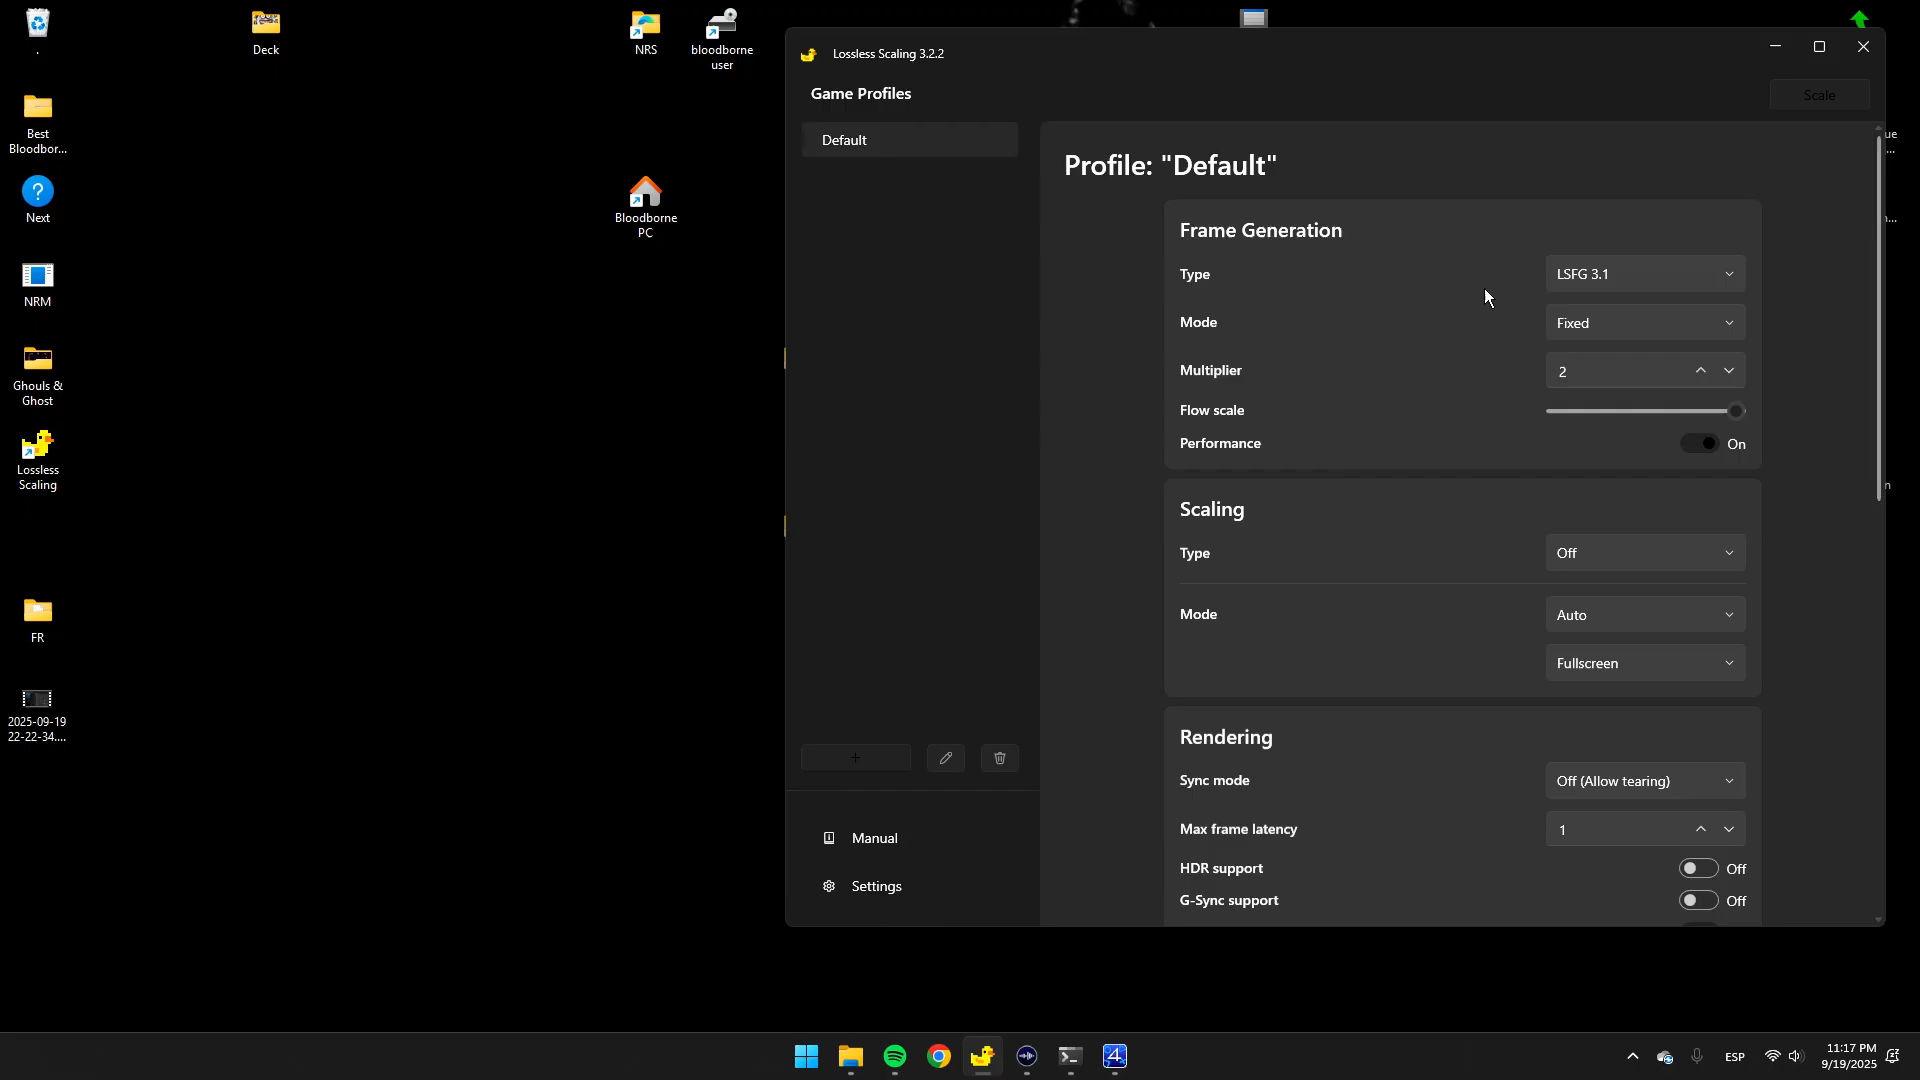 .
Deck
NRS
bloodborne
user
Best
Bloodbor...
Next
Bloodborne
PC
NRM
Ghouls &
Ghost
Lossless
Scaling
FR
2025-09-19
22-22-34....
Lossless Scaling 3.2.2
Game Profiles
Scale
Default
Profile: "Default"
Frame Generation
Type
LSFG 3.1
Mode
Fixed
Multiplier
2
Flow scale
Performance
On
Scaling
Type
Off
Mode
Auto
Fullscreen
Rendering
Sync mode
Off (Allow tearing)
Max frame latency
1
HDR support
Off
G-Sync support
Off
+
Manual
Settings
ue
...
...
n
4
ESP
11:17 PM
9/19/2025